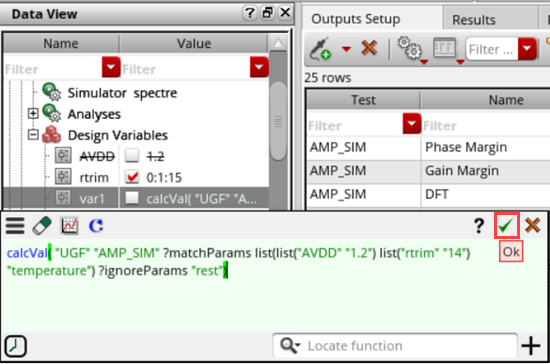 Data View
?
Name
Value
Filter
Filter
Simulator spectre
Analyses
Design Variables
AVDD
1.2
rtrim
0:1:15
var1
calcVal( "UGF" "A...
Outputs Setup
Results
Filter ...
25 rows
Test
Name
Filter
Filter
AMP_SIM
Phase Margin
AMP_SIM
Gain Margin
AMP_SIM
DFT
?
Ok
calcVal( "UGF" "AMP_SIM" ?matchParams list(list("AVDD" "1.2") list("rtrim" "14")
"temperature") ?ignoreParams "rest")
Locate function